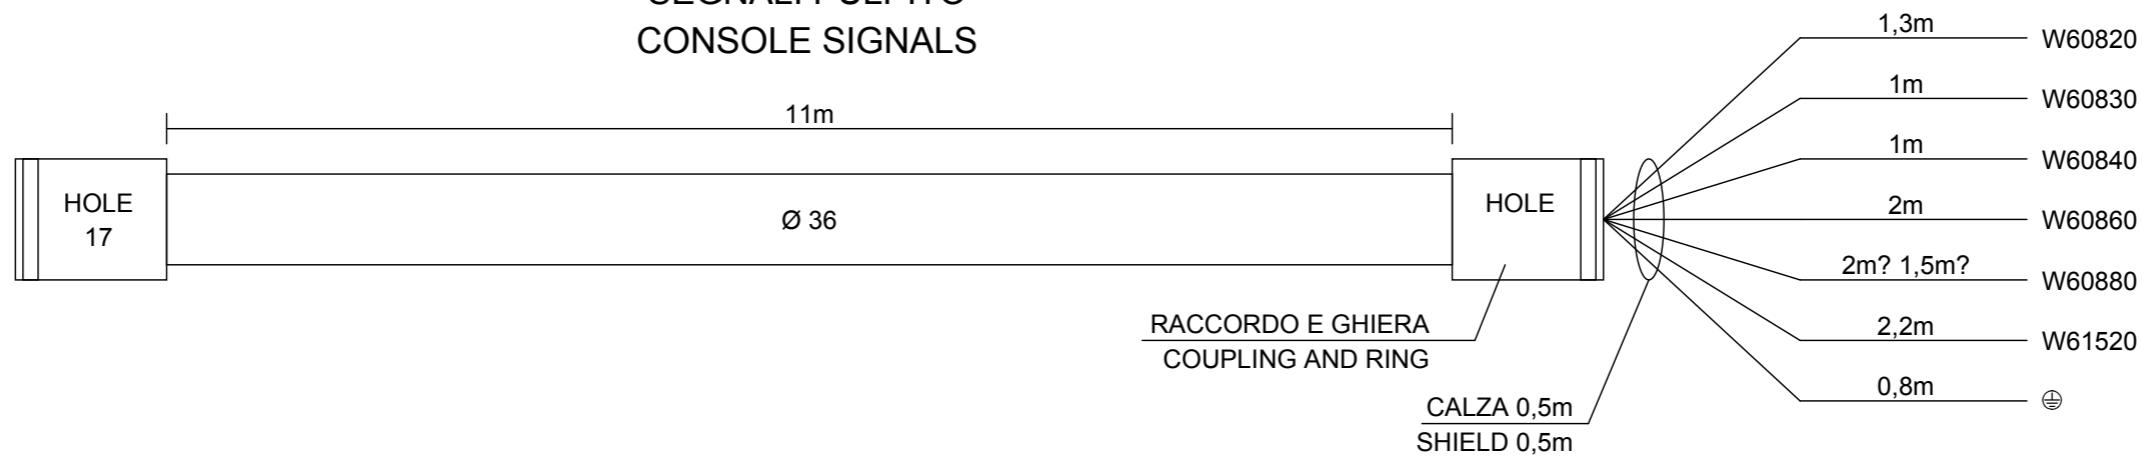 CONSOLE SIGNALS
11m
HOLE
17
Ø 36
HOLE
RACCORDO E GHIERA
COUPLING AND RING
CALZA 0,5m
SHIELD 0,5m
1,3m W60820
1m W60830
1m W60840
2m W60860
2m? 1,5m? W60880
2,2m W61520
0,8m